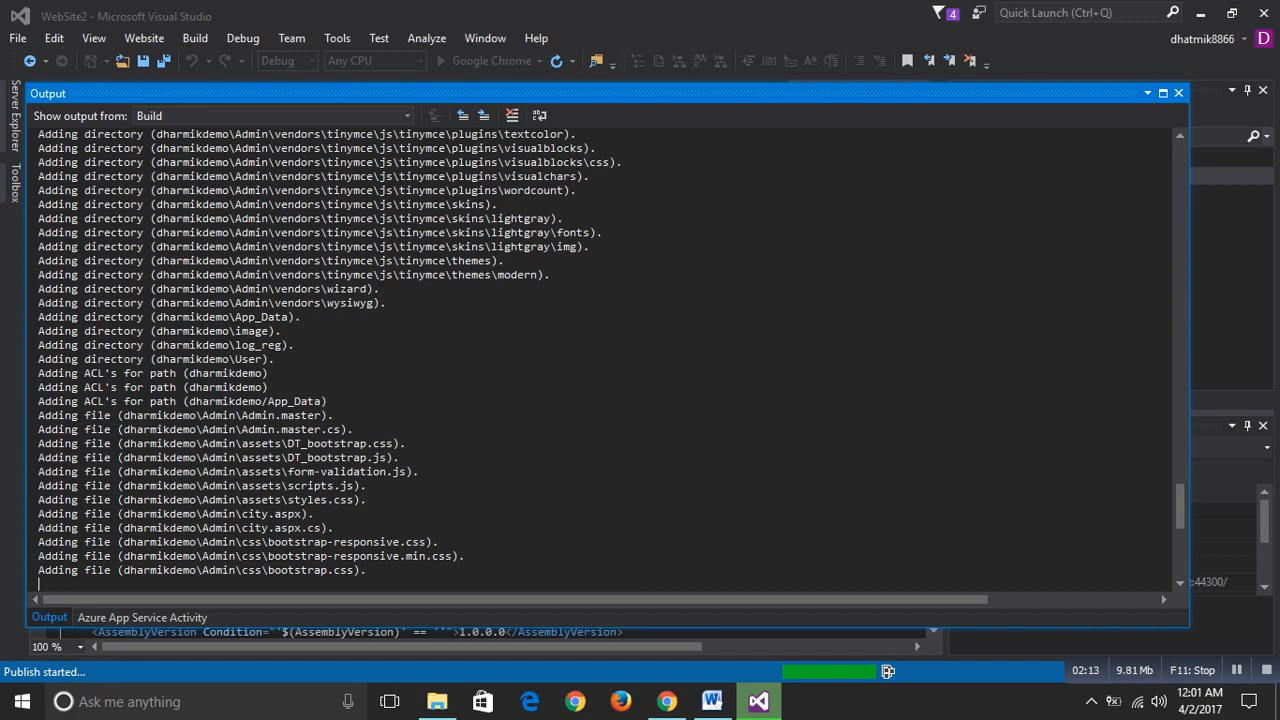 WebSite2 - Microsoft Visual Studio
4
Quick Launch (Ctrl+Q)
File Edit View Website Build Debug Team Tools Test Analyze Window Help
dhatmik8866 D
Debug Any CPU Google Chrome
Server Explorer
Toolbox
Output
Show output from: Build
Adding directory (dharmikdemo\Admin\vendors\tinymce\js\tinymce\plugins\textcolor).
Adding directory (dharmikdemo\Admin\vendors\tinymce\js\tinymce\plugins\visualblocks).
Adding directory (dharmikdemo\Admin\vendors\tinymce\js\tinymce\plugins\visualblocks\css).
Adding directory (dharmikdemo\Admin\vendors\tinymce\js\tinymce\plugins\visualchars).
Adding directory (dharmikdemo\Admin\vendors\tinymce\js\tinymce\plugins\wordcount).
Adding directory (dharmikdemo\Admin\vendors\tinymce\js\tinymce\skins).
Adding directory (dharmikdemo\Admin\vendors\tinymce\js\tinymce\skins\lightgray).
Adding directory (dharmikdemo\Admin\vendors\tinymce\js\tinymce\skins\lightgray\fonts).
Adding directory (dharmikdemo\Admin\vendors\tinymce\js\tinymce\skins\lightgray\img).
Adding directory (dharmikdemo\Admin\vendors\tinymce\js\tinymce\themes).
Adding directory (dharmikdemo\Admin\vendors\tinymce\js\tinymce\themes\modern).
Adding directory (dharmikdemo\Admin\vendors\wizard).
Adding directory (dharmikdemo\Admin\vendors\wysiwyg).
Adding directory (dharmikdemo\App_Data).
Adding directory (dharmikdemo\image).
Adding directory (dharmikdemo\log_reg).
Adding directory (dharmikdemo\User).
Adding ACL's for path (dharmikdemo)
Adding ACL's for path (dharmikdemo)
Adding ACL's for path (dharmikdemo/App_Data)
Adding file (dharmikdemo\Admin\Admin.master).
Adding file (dharmikdemo\Admin\Admin.master.cs).
Adding file (dharmikdemo\Admin\assets\DT_bootstrap.css).
Adding file (dharmikdemo\Admin\assets\DT_bootstrap.js).
Adding file (dharmikdemo\Admin\assets\form-validation.js).
Adding file (dharmikdemo\Admin\assets\scripts.js).
Adding file (dharmikdemo\Admin\assets\styles.css).
Adding file (dharmikdemo\Admin\city.aspx).
Adding file (dharmikdemo\Admin\city.aspx.cs).
Adding file (dharmikdemo\Admin\css\bootstrap-responsive.css).
Adding file (dharmikdemo\Admin\css\bootstrap-responsive.min.css).
Adding file (dharmikdemo\Admin\css\bootstrap.css).
:44300/
Output Azure App Service Activity
<AssemblyVersion Condition="'$(AssemblyVersion)' == ''">1.0.0.0</AssemblyVersion>
100 %
Publish started...
02:13 9.81 Mb F11: Stop
Ask me anything
12:01 AM
4/2/2017